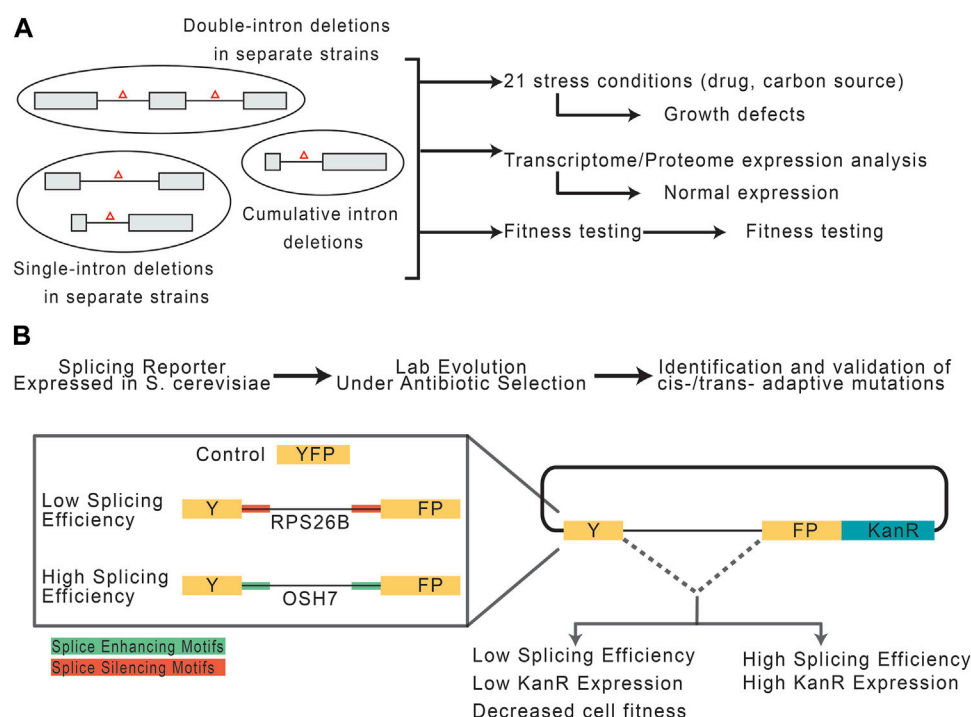 A
Double-intron deletions
in separate strains
Cumulative intron
deletions
Single-intron deletions
in separate strains
21 stress conditions (drug, carbon source)
Growth defects
Transcriptome/Proteome expression analysis
Normal expression
Fitness testing
Fitness testing
B
Splicing Reporter
Expressed in S. cerevisiae
Lab Evolution
Under Antibiotic Selection
Identification and validation of
cis-/trans- adaptive mutations
Control
YFP
Low Splicing
Efficiency
Y
RPS26B
FP
High Splicing
Efficiency
Y
OSH7
FP
Splice Enhancing Motifs
Splice Silencing Motifs
Y
FP
KanR
Low Splicing Efficiency
Low KanR Expression
Decreased cell fitness
High Splicing Efficiency
High KanR Expression